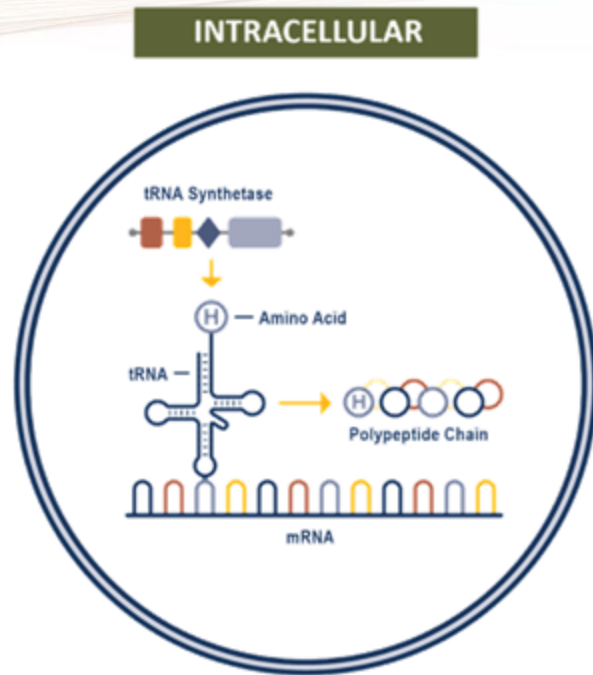 INTRACELLULAR
tRNA Synthetase
H
Amino Acid
tRNA
H
Polypeptide Chain
mRNA